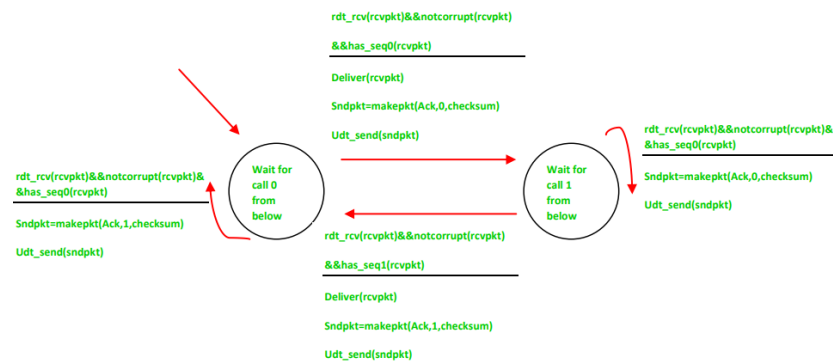 rdt_rcv(rcvpkt)&&notcorrupt(rcvpkt)
&&has_seq0(rcvpkt)
Deliver(rcvpkt)
Sndpkt=makepkt(Ack,0,checksum)
Udt_send(sndpkt)
rdt_rcv(rcvpkt)&&notcorrupt(rcvpkt)&
&has_seq0(rcvpkt)
Sndpkt=makepkt(Ack,1,checksum)
Udt_send(sndpkt)
Wait for
call 0
from
below
Wait for
call 1
from
below
rdt_rcv(rcvpkt)&&notcorrupt(rcvpkt)&
&has_seq0(rcvpkt)
Sndpkt=makepkt(Ack,0,checksum)
Udt_send(sndpkt)
rdt_rcv(rcvpkt)&&notcorrupt(rcvpkt)
&&has_seq1(rcvpkt)
Deliver(rcvpkt)
Sndpkt=makepkt(Ack,1,checksum)
Udt_send(sndpkt)